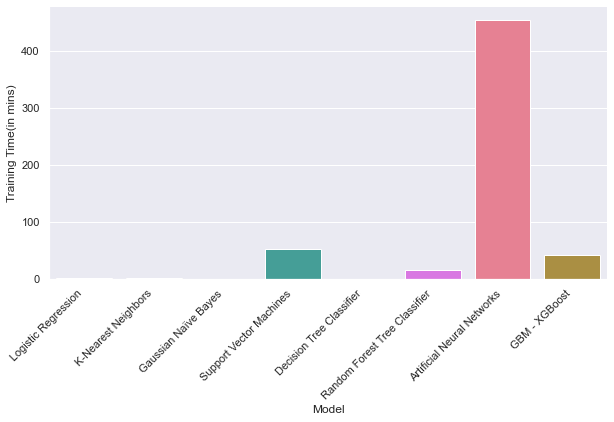 Training Time(in mins)
400
300
200
100
0
Logistic Regression
K-Nearest Neighbors
Gaussian Naive Bayes
Support Vector Machines
Decision Tree Classifier
Random Forest Tree Classifier
Artificial Neural Networks
GBM - XGBoost
Model